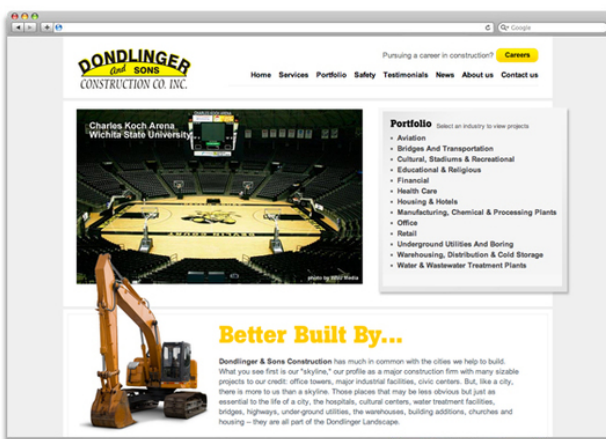 Google
DONDLINGER
And SONS
CONSTRUCTION CO. INC.
Pursuing a career in construction? Careers
Home Services Portfolio Safety Testimonials News About us Contact us
Charles Koch Arena
Wichita State University
CHARLES KOCH ARENA
photo by RDS Media
Portfolio Select an industry to view projects
Aviation
Bridges And Transportation
Cultural, Stadiums & Recreational
Educational & Religious
Financial
Health Care
Housing & Hotels
Manufacturing, Chemical & Processing Plants
Office
Retail
Underground Utilities And Boring
Warehousing, Distribution & Cold Storage
Water & Wastewater Treatment Plants
Better Built By...
Dondlinger & Sons Construction has much in common with the cities we help to build.
What you see first is our "skyline," our profile as a major construction firm with many sizable
projects to our credit: office towers, major industrial facilities, civic centers. But, like a city,
there is more to us than a skyline. Those places that may be less obvious but just as
essential to the life of a city, the hospitals, cultural centers, water treatment facilities,
bridges, highways, under-ground utilities, the warehouses, building additions, churches and
housing -- they are all part of the Dondlinger Landscape.